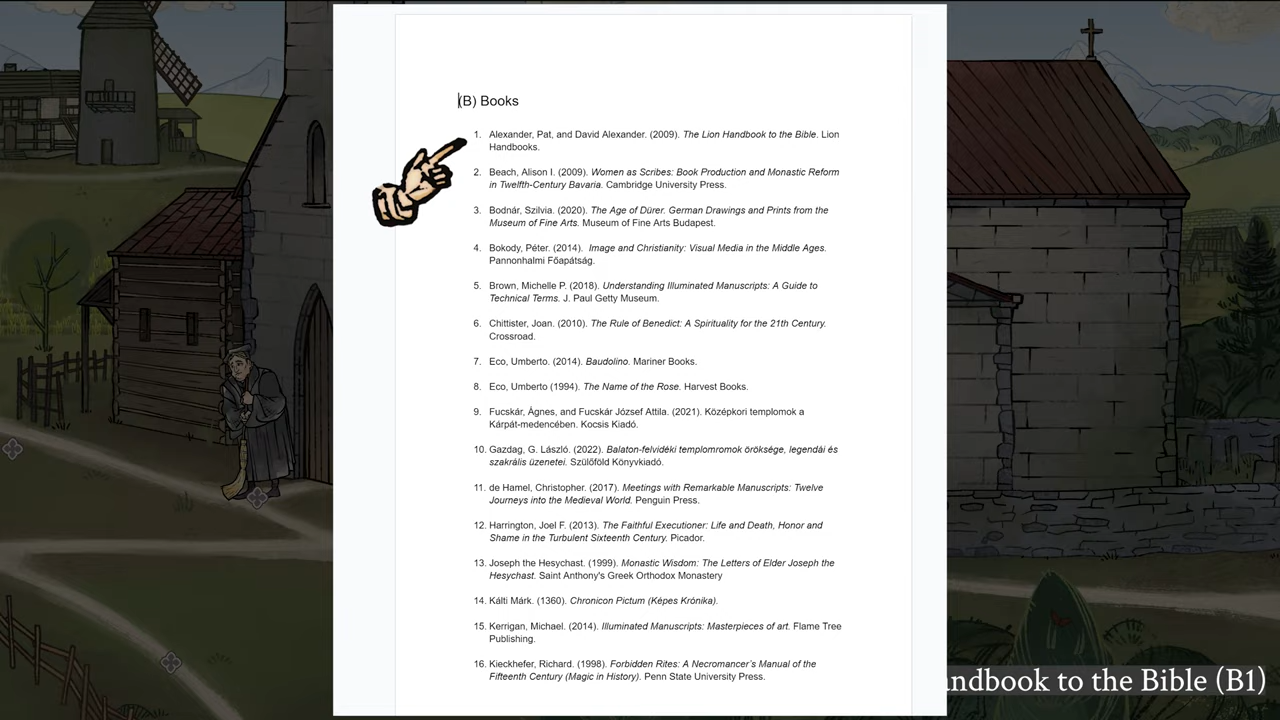 (B) Books
1. Alexander, Pat, and David Alexander. (2009). The Lion Handbook to the Bible. Lion
Handbooks.
2. Beach, Alison I. (2009). Women as Scribes: Book Production and Monastic Reform
in Twelfth-Century Bavaria. Cambridge University Press.
3. Bodnár, Szilvia. (2020). The Age of Dürer. German Drawings and Prints from the
Museum of Fine Arts. Museum of Fine Arts Budapest.
4. Bokody, Péter. (2014). Image and Christianity: Visual Media in the Middle Ages.
Pannonhalmi Főapátság.
5. Brown, Michelle P. (2018). Understanding Illuminated Manuscripts: A Guide to
Technical Terms. J. Paul Getty Museum.
6. Chittister, Joan. (2010). The Rule of Benedict: A Spirituality for the 21th Century.
Crossroad.
7. Eco, Umberto. (2014). Baudolino. Mariner Books.
8. Eco, Umberto (1994). The Name of the Rose. Harvest Books.
9. Fucskár, Ágnes, and Fucskár József Attila. (2021). Középkori templomok a
Kárpát-medencében. Kocsis Kiadó.
10. Gazdag, G. László. (2022). Balaton-felvidéki templomromok öröksége, legendái és
szakrális üzenetei. Szülőföld Könyvkiadó.
11. de Hamel, Christopher. (2017). Meetings with Remarkable Manuscripts: Twelve
Journeys into the Medieval World. Penguin Press.
12. Harrington, Joel F. (2013). The Faithful Executioner: Life and Death, Honor and
Shame in the Turbulent Sixteenth Century. Picador.
13. Joseph the Hesychast. (1999). Monastic Wisdom: The Letters of Elder Joseph the
Hesychast. Saint Anthony's Greek Orthodox Monastery
14. Kálti Márk. (1360). Chronicon Pictum (Képes Krónika).
15. Kerrigan, Michael. (2014). Illuminated Manuscripts: Masterpieces of art. Flame Tree
Publishing.
16. Kieckhefer, Richard. (1998). Forbidden Rites: A Necromancer´s Manual of the
Fifteenth Century (Magic in History). Penn State University Press.
andbook to the Bible (B1)